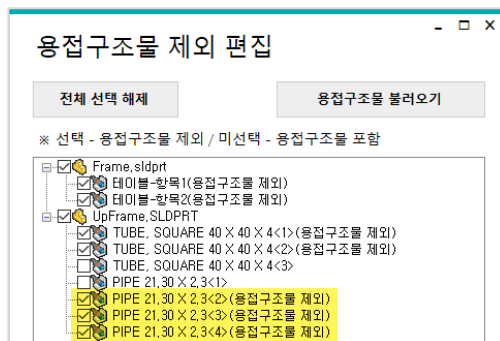 용접구조물 제외 편집
전체 선택 해제
용접구조물 불러오기
※ 선택 - 용접구조물 제외 / 미선택 - 용접구조물 포함
Frame.sldprt
테이블-항목1(용접구조물 제외)
테이블-항목2(용접구조물 제외)
UpFrame.SLDPRT
TUBE, SQUARE 40 X 40 X 4<1>(용접구조물 제외)
TUBE, SQUARE 40 X 40 X 4<2>(용접구조물 제외)
TUBE, SQUARE 40 X 40 X 4<3>
PIPE 21.30 X 2.3<1>
PIPE 21.30 X 2.3<2>(용접구조물 제외)
PIPE 21.30 X 2.3<3>(용접구조물 제외)
PIPE 21.30 X 2.3<4>(용접구조물 제외)